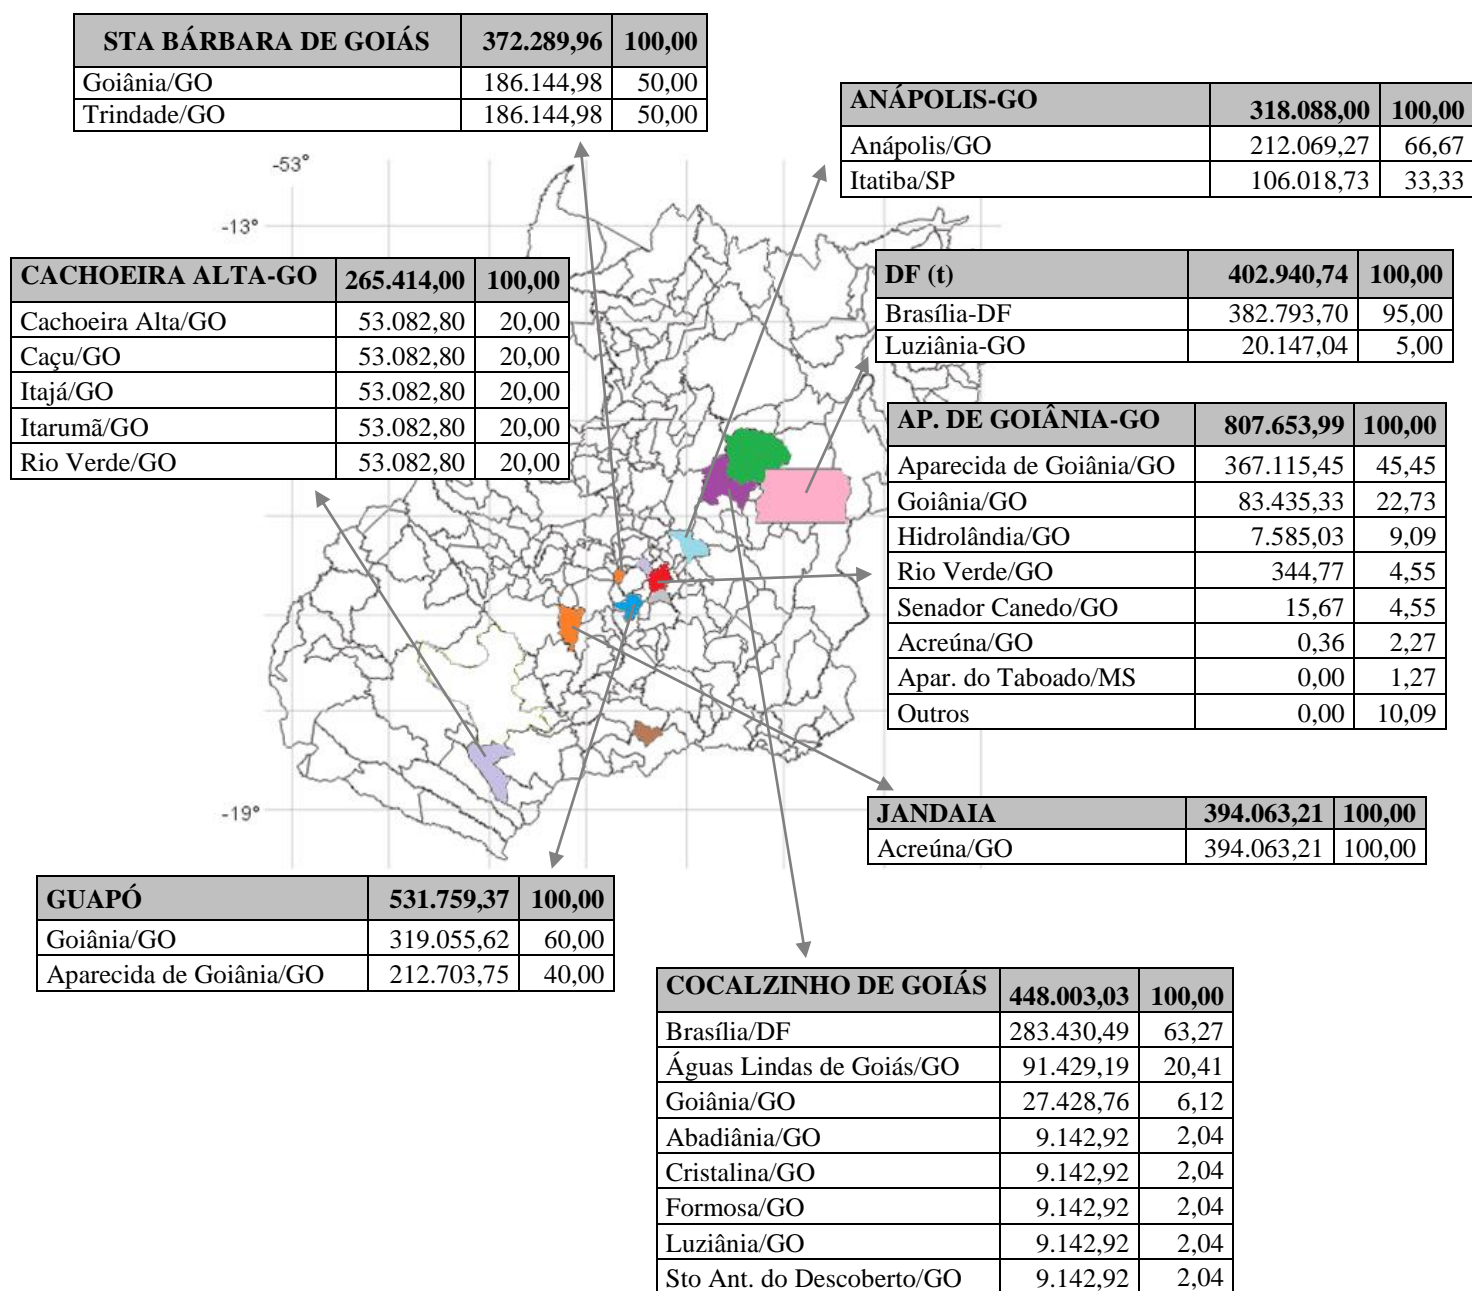 STA BÁRBARA DE GOIÁS 372.289,96 100,00
Goiânia/GO 186.144,98 50,00
Trindade/GO 186.144,98 50,00
ANÁPOLIS-GO 318.088,00 100,00
Anápolis/GO 212.069,27 66,67
Itatiba/SP 106.018,73 33,33
-53°
-13°
CACHOEIRA ALTA-GO 265.414,00 100,00
Cachoeira Alta/GO 53.082,80 20,00
Caçu/GO 53.082,80 20,00
Itajá/GO 53.082,80 20,00
Itarumã/GO 53.082,80 20,00
Rio Verde/GO 53.082,80 20,00
DF (t) 402.940,74 100,00
Brasília-DF 382.793,70 95,00
Luziânia-GO 20.147,04 5,00
AP. DE GOIÂNIA-GO 807.653,99 100,00
Aparecida de Goiânia/GO 367.115,45 45,45
Goiânia/GO 83.435,33 22,73
Hidrolândia/GO 7.585,03 9,09
Rio Verde/GO 344,77 4,55
Senador Canedo/GO 15,67 4,55
Acreúna/GO 0,36 2,27
Apar. do Taboado/MS 0,00 1,27
Outros 0,00 10,09
-19°
JANDAIA 394.063,21 100,00
Acreúna/GO 394.063,21 100,00
GUAPÓ 531.759,37 100,00
Goiânia/GO 319.055,62 60,00
Aparecida de Goiânia/GO 212.703,75 40,00
COCALZINHO DE GOIÁS 448.003,03 100,00
Brasília/DF 283.430,49 63,27
Águas Lindas de Goiás/GO 91.429,19 20,41
Goiânia/GO 27.428,76 6,12
Abadiânia/GO 9.142,92 2,04
Cristalina/GO 9.142,92 2,04
Formosa/GO 9.142,92 2,04
Luziânia/GO 9.142,92 2,04
Sto Ant. do Descoberto/GO 9.142,92 2,04